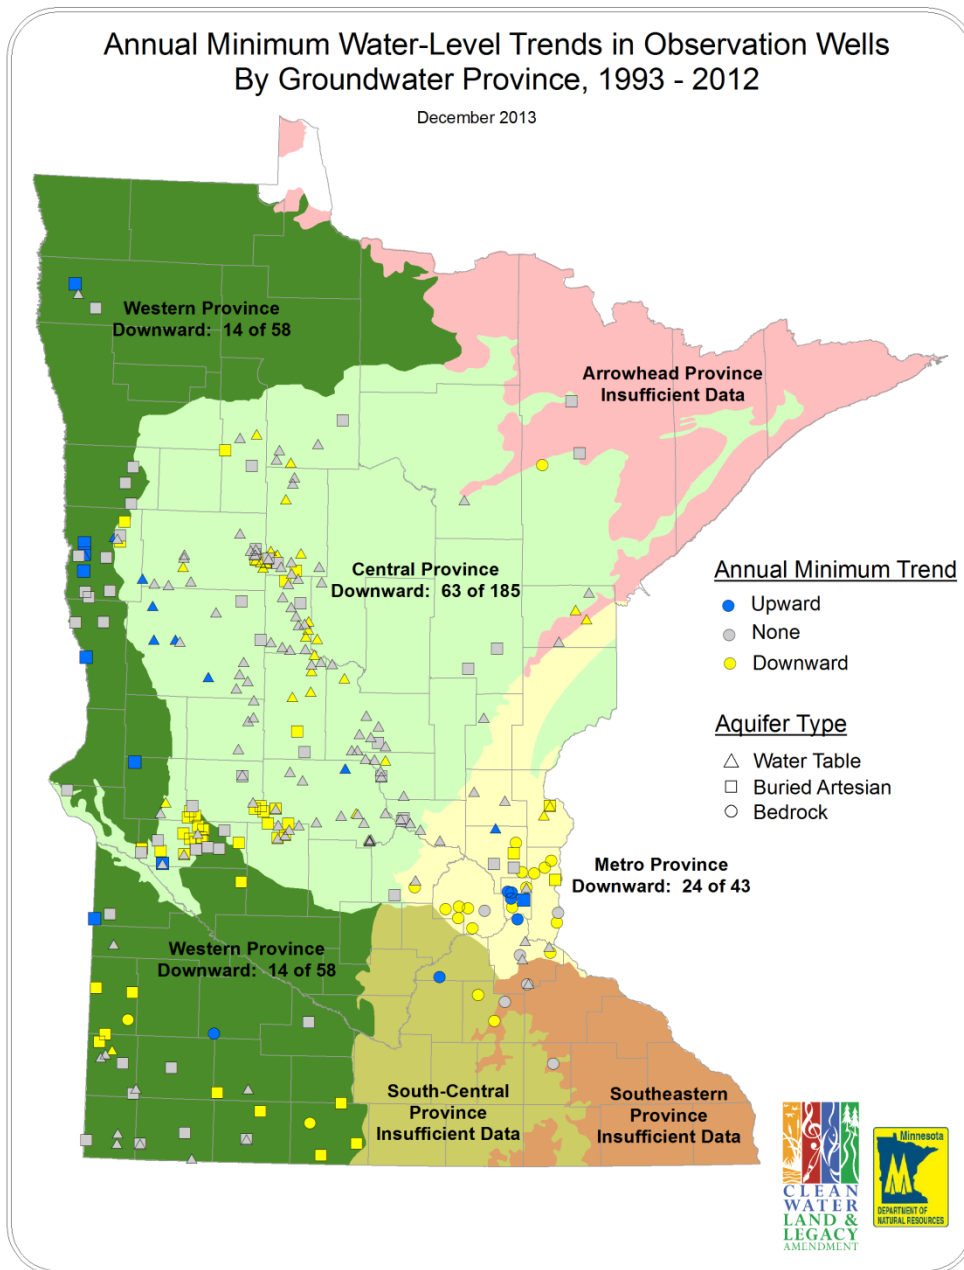 Annual Minimum Water-Level Trends in Observation Wells
By Groundwater Province, 1993 - 2012
December 2013
Western Province
Downward: 14 of 58
Arrowhead Province
Insufficient Data
Central Province
Downward: 63 of 185
Annual Minimum Trend
Upward
None
Downward
Aquifer Type
Water Table
Buried Artesian
Bedrock
Metro Province
Downward: 24 of 43
Western Province
Downward: 14 of 58
South-Central
Province
Insufficient Data
Southeastern
Province
Insufficient Data
CLEAN
WATER
LAND &
LEGACY
AMENDMENT
Minnesota
DEPARTMENT OF
NATURAL RESOURCES